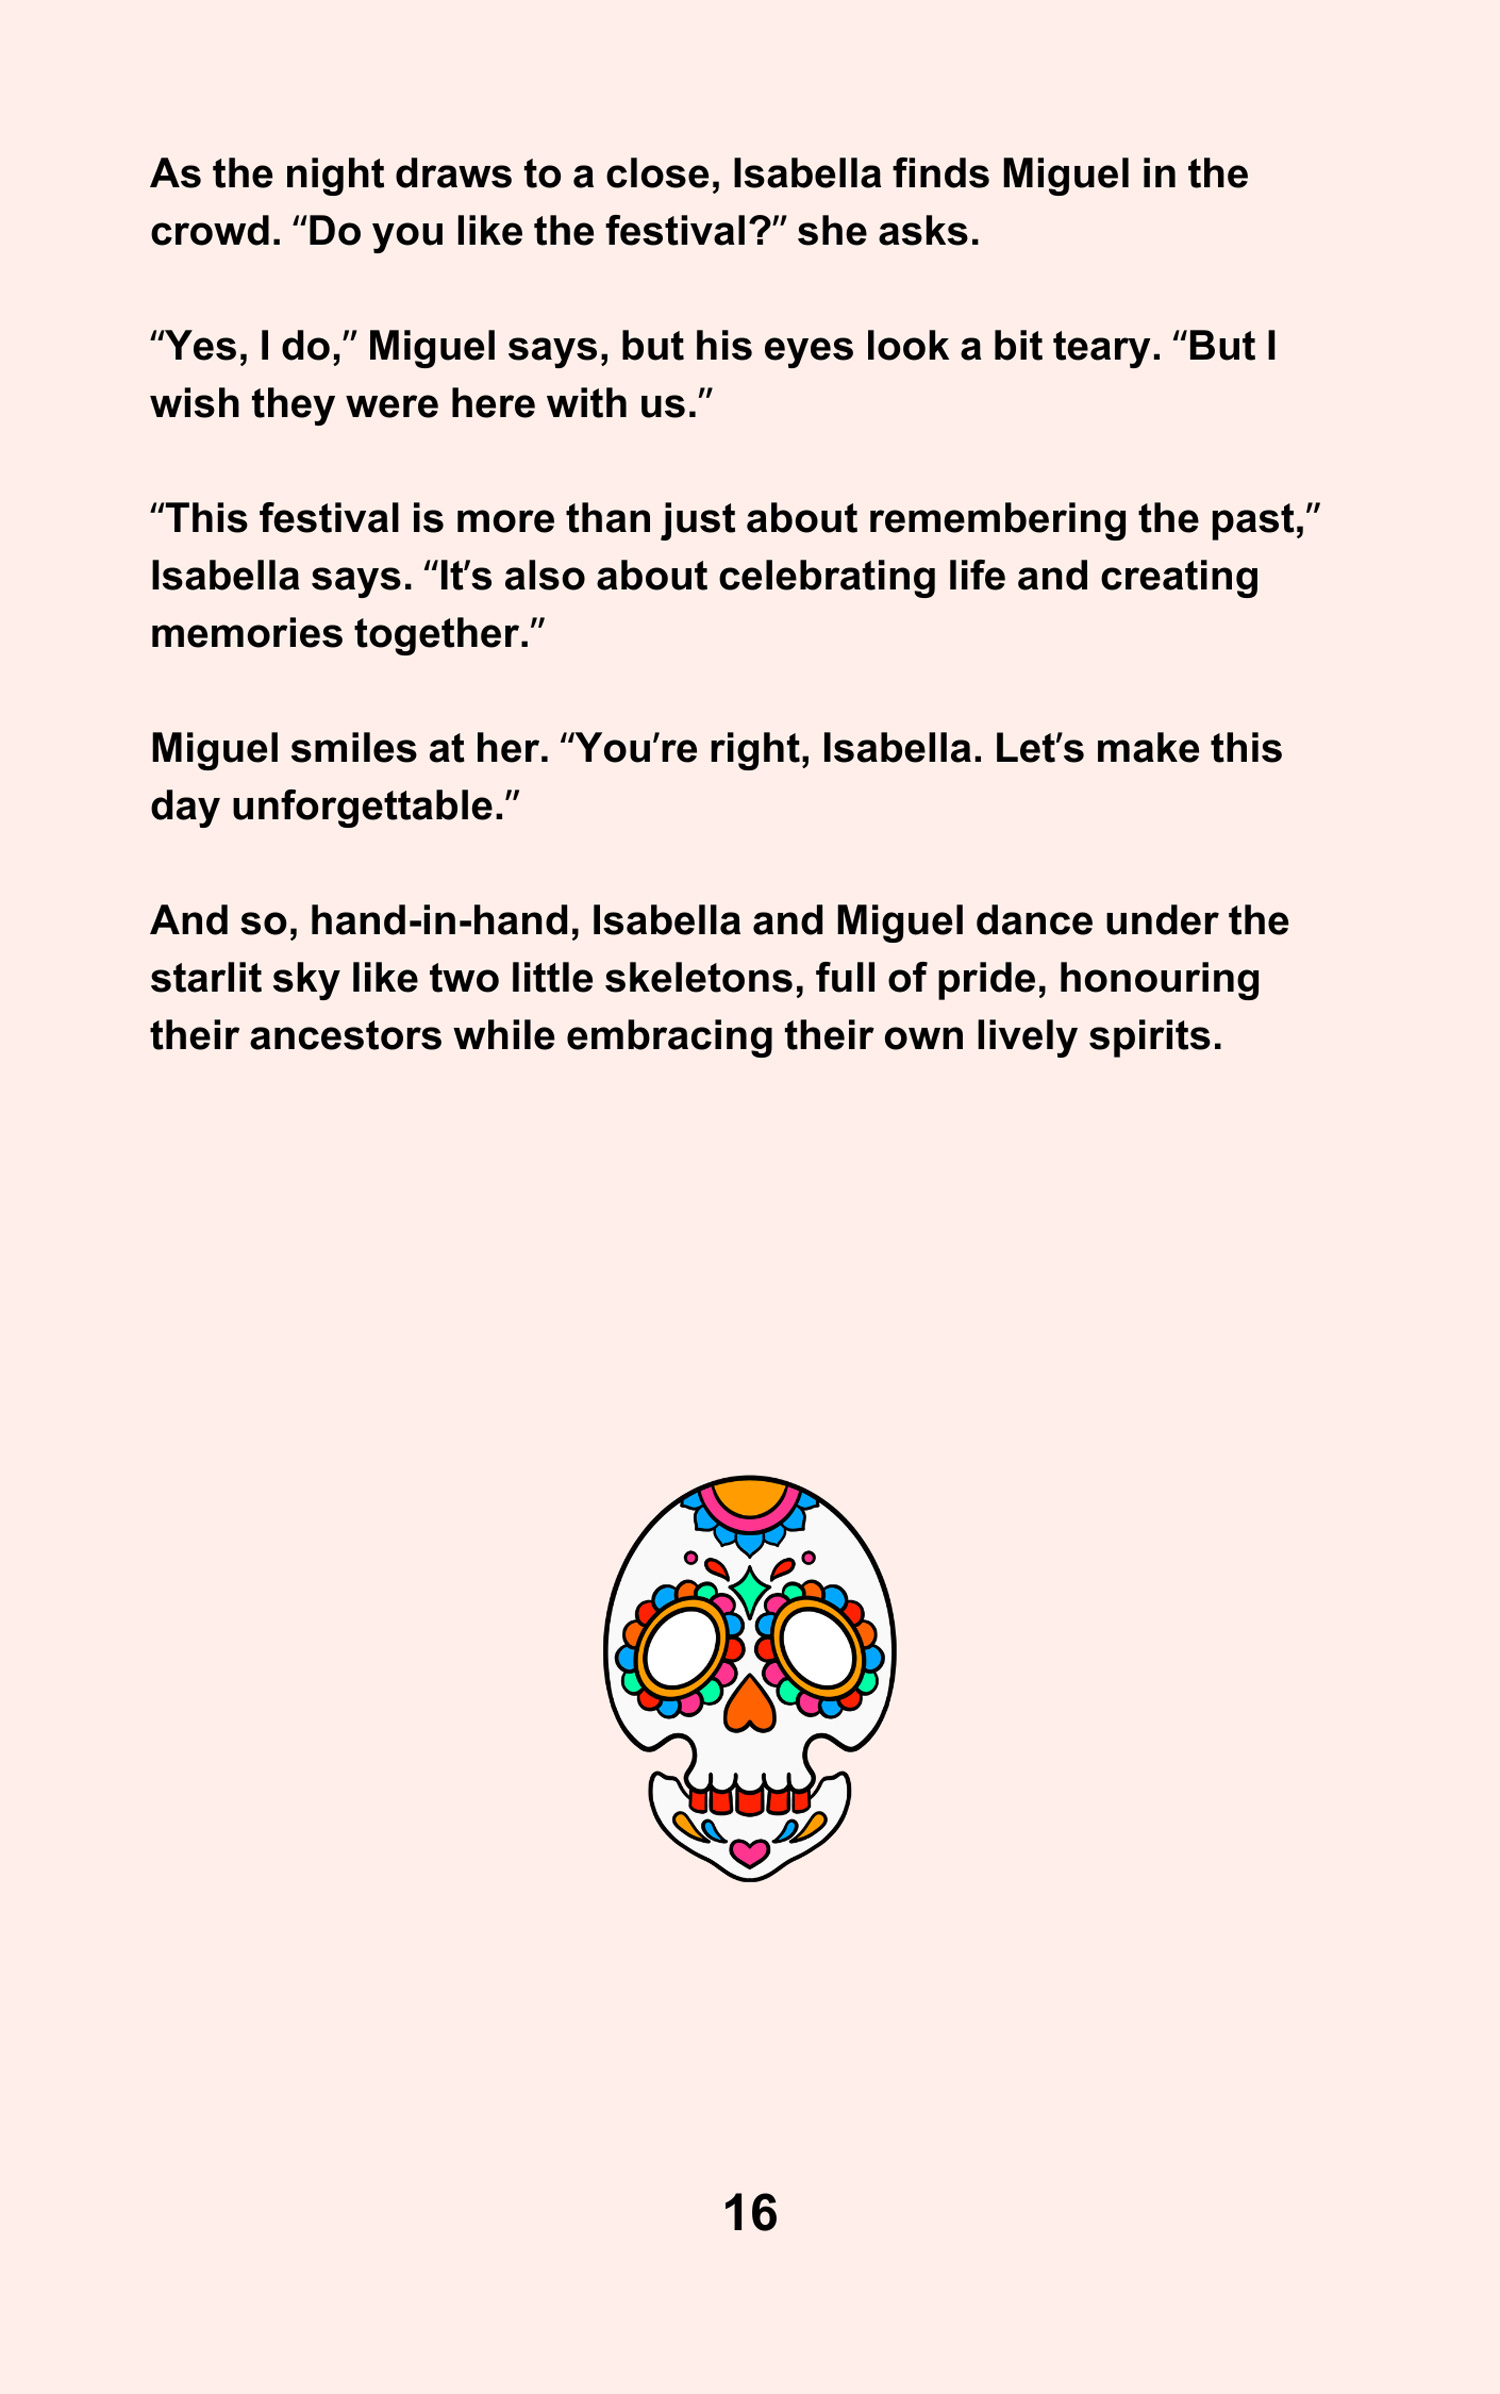 As the night draws to a close, Isabella finds Miguel in the
crowd. “Do you like the festival?” she asks.
“Yes, I do,” Miguel says, but his eyes look a bit teary. “But I
wish they were here with us.”
“This festival is more than just about remembering the past,”
Isabella says. “It’s also about celebrating life and creating
memories together.”
Miguel smiles at her. “You’re right, Isabella. Let’s make this
day unforgettable.”
And so, hand-in-hand, Isabella and Miguel dance under the
starlit sky like two little skeletons, full of pride, honouring
their ancestors while embracing their own lively spirits.
16